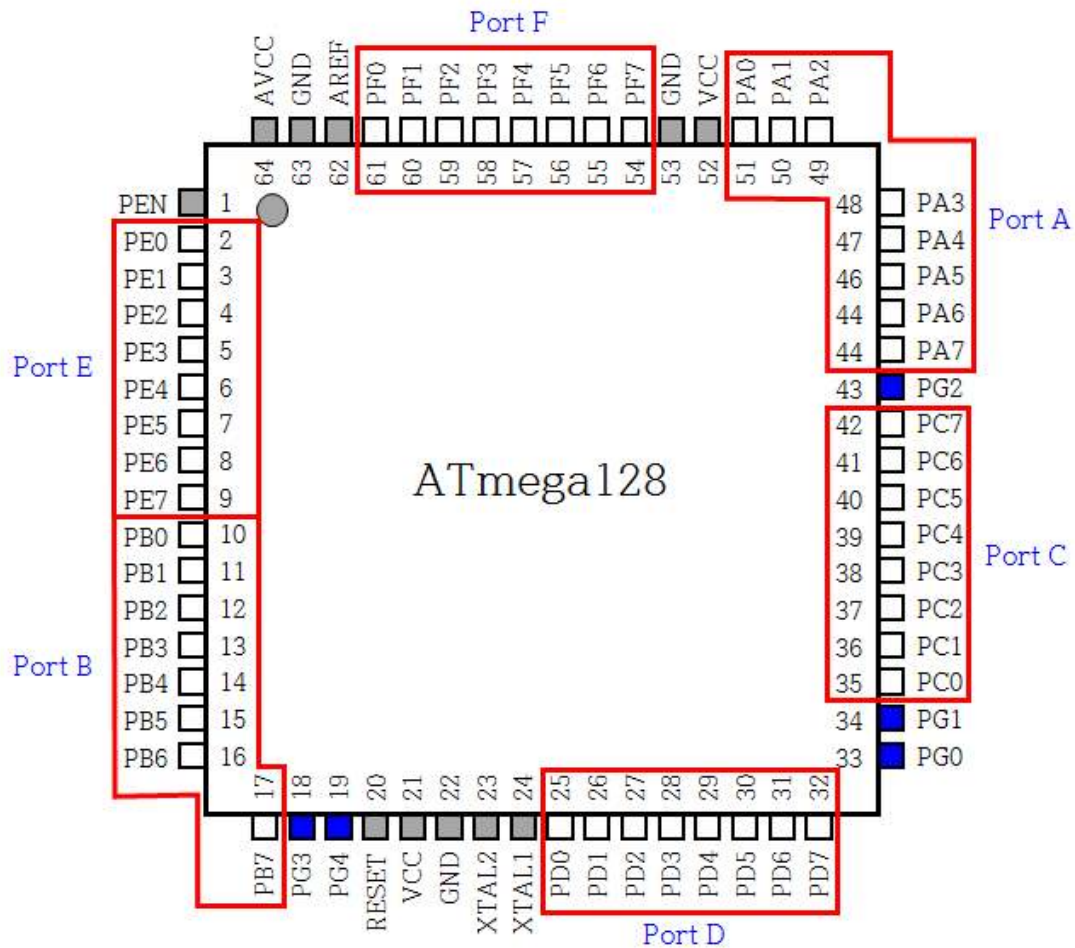 Port F
AVCC GND AREF PF0 PF1 PF2 PF3 PF4 PF5 PF6 PF7 GND VCC PA0 PA1 PA2
64 63 62 61 60 59 58 57 56 55 54 53 52 51 50 49
PEN 1 48 PA3
PE0 2 47 PA4
PE1 3 46 PA5
PE2 4 44 PA6
PE3 5 44 PA7
PE4 6 43 PG2
PE5 7 42 PC7
PE6 8 41 PC6
PE7 9 40 PC5
PB0 10 39 PC4
PB1 11 38 PC3
PB2 12 37 PC2
PB3 13 36 PC1
PB4 14 35 PC0
PB5 15 34 PG1
PB6 16 33 PG0
Port A
Port E
ATmega128
Port C
Port B
17 18 19 20 21 22 23 24 25 26 27 28 29 30 31 32
PB7 PG3 PG4 RESET VCC GND XTAL2 XTAL1 PD0 PD1 PD2 PD3 PD4 PD5 PD6 PD7
Port D